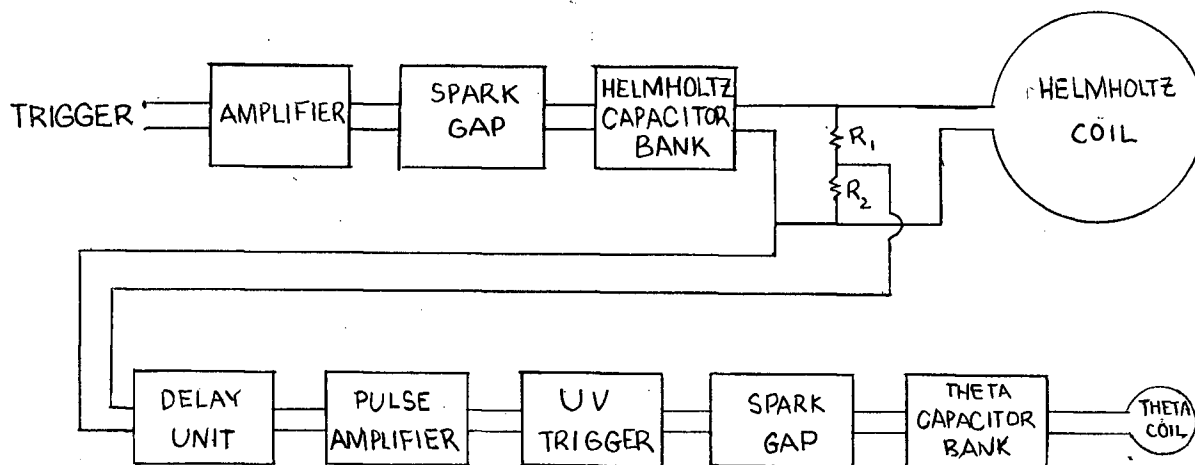 TRIGGER
AMPLIFIER
SPARK
GAP
HELMHOLTZ
CAPACITOR
BANK
R1
R2
HELMHOLTZ
COIL
DELAY
UNIT
PULSE
AMPLIFIER
UV
TRIGGER
SPARK
GAP
THETA
CAPACITOR
BANK
THETA
COIL